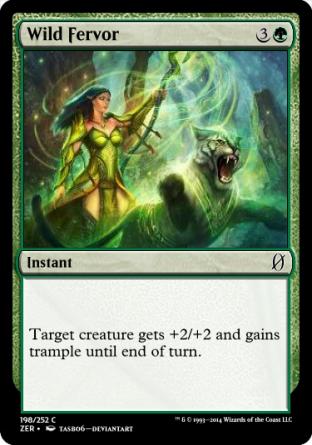 Wild Fervor 3
Instant
Target creature gets +2/+2 and gains
trample until end of turn.
198/252 C ™ & © 1993–2014 Wizards of the Coast LLC
ZER • TASBO6—DEVIANTART